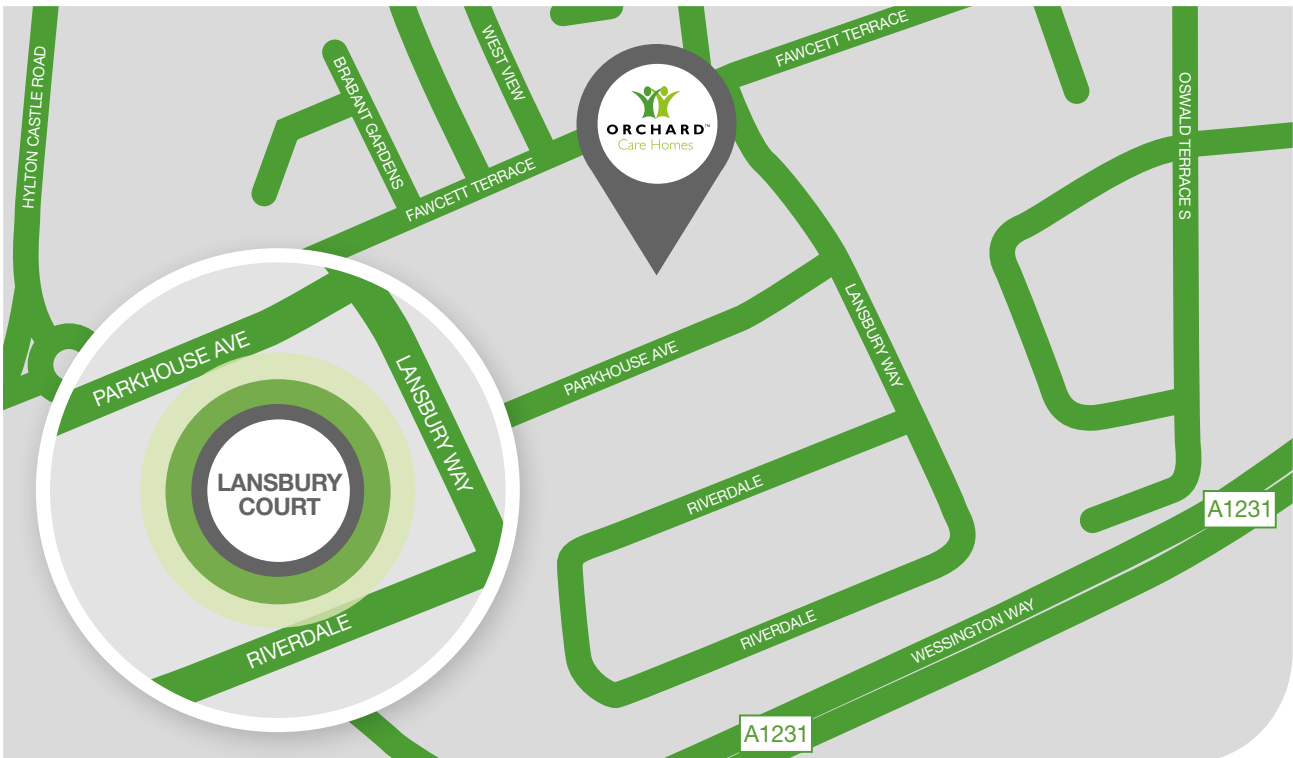 HYLTON CASTLE ROAD
BRABANT GARDENS
WEST VIEW
FAWCETT TERRACE
FAWCETT TERRACE
ORCHARD™
Care Homes
OSWALD TERRACE S
PARKHOUSE AVE
LANSBURY WAY
LANSBURY
COURT
RIVERDALE
PARKHOUSE AVE
LANSBURY WAY
RIVERDALE
RIVERDALE
WESSINGTON WAY
A1231
A1231